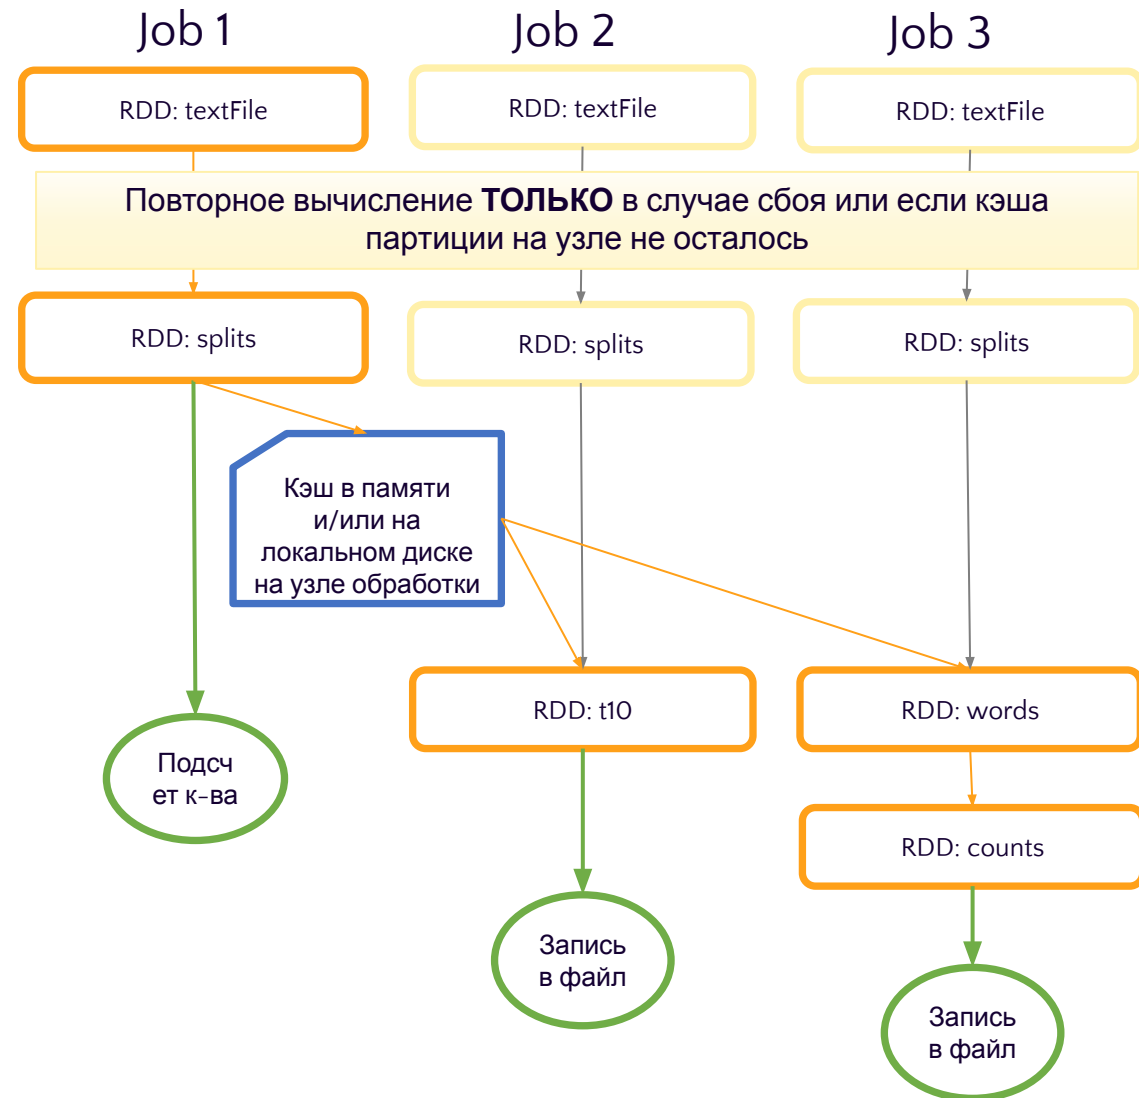 Job 1
Job 2
Job 3
RDD: textFile
RDD: textFile
RDD: textFile
Повторное вычисление ТОЛЬКО в случае сбоя или если кэша
партиции на узле не осталось
RDD: splits
RDD: splits
RDD: splits
Кэш в памяти
и/или на
локальном диске
на узле обработки
RDD: t10
RDD: words
Подсч
ет к-ва
RDD: counts
Запись
в файл
Запись
в файл